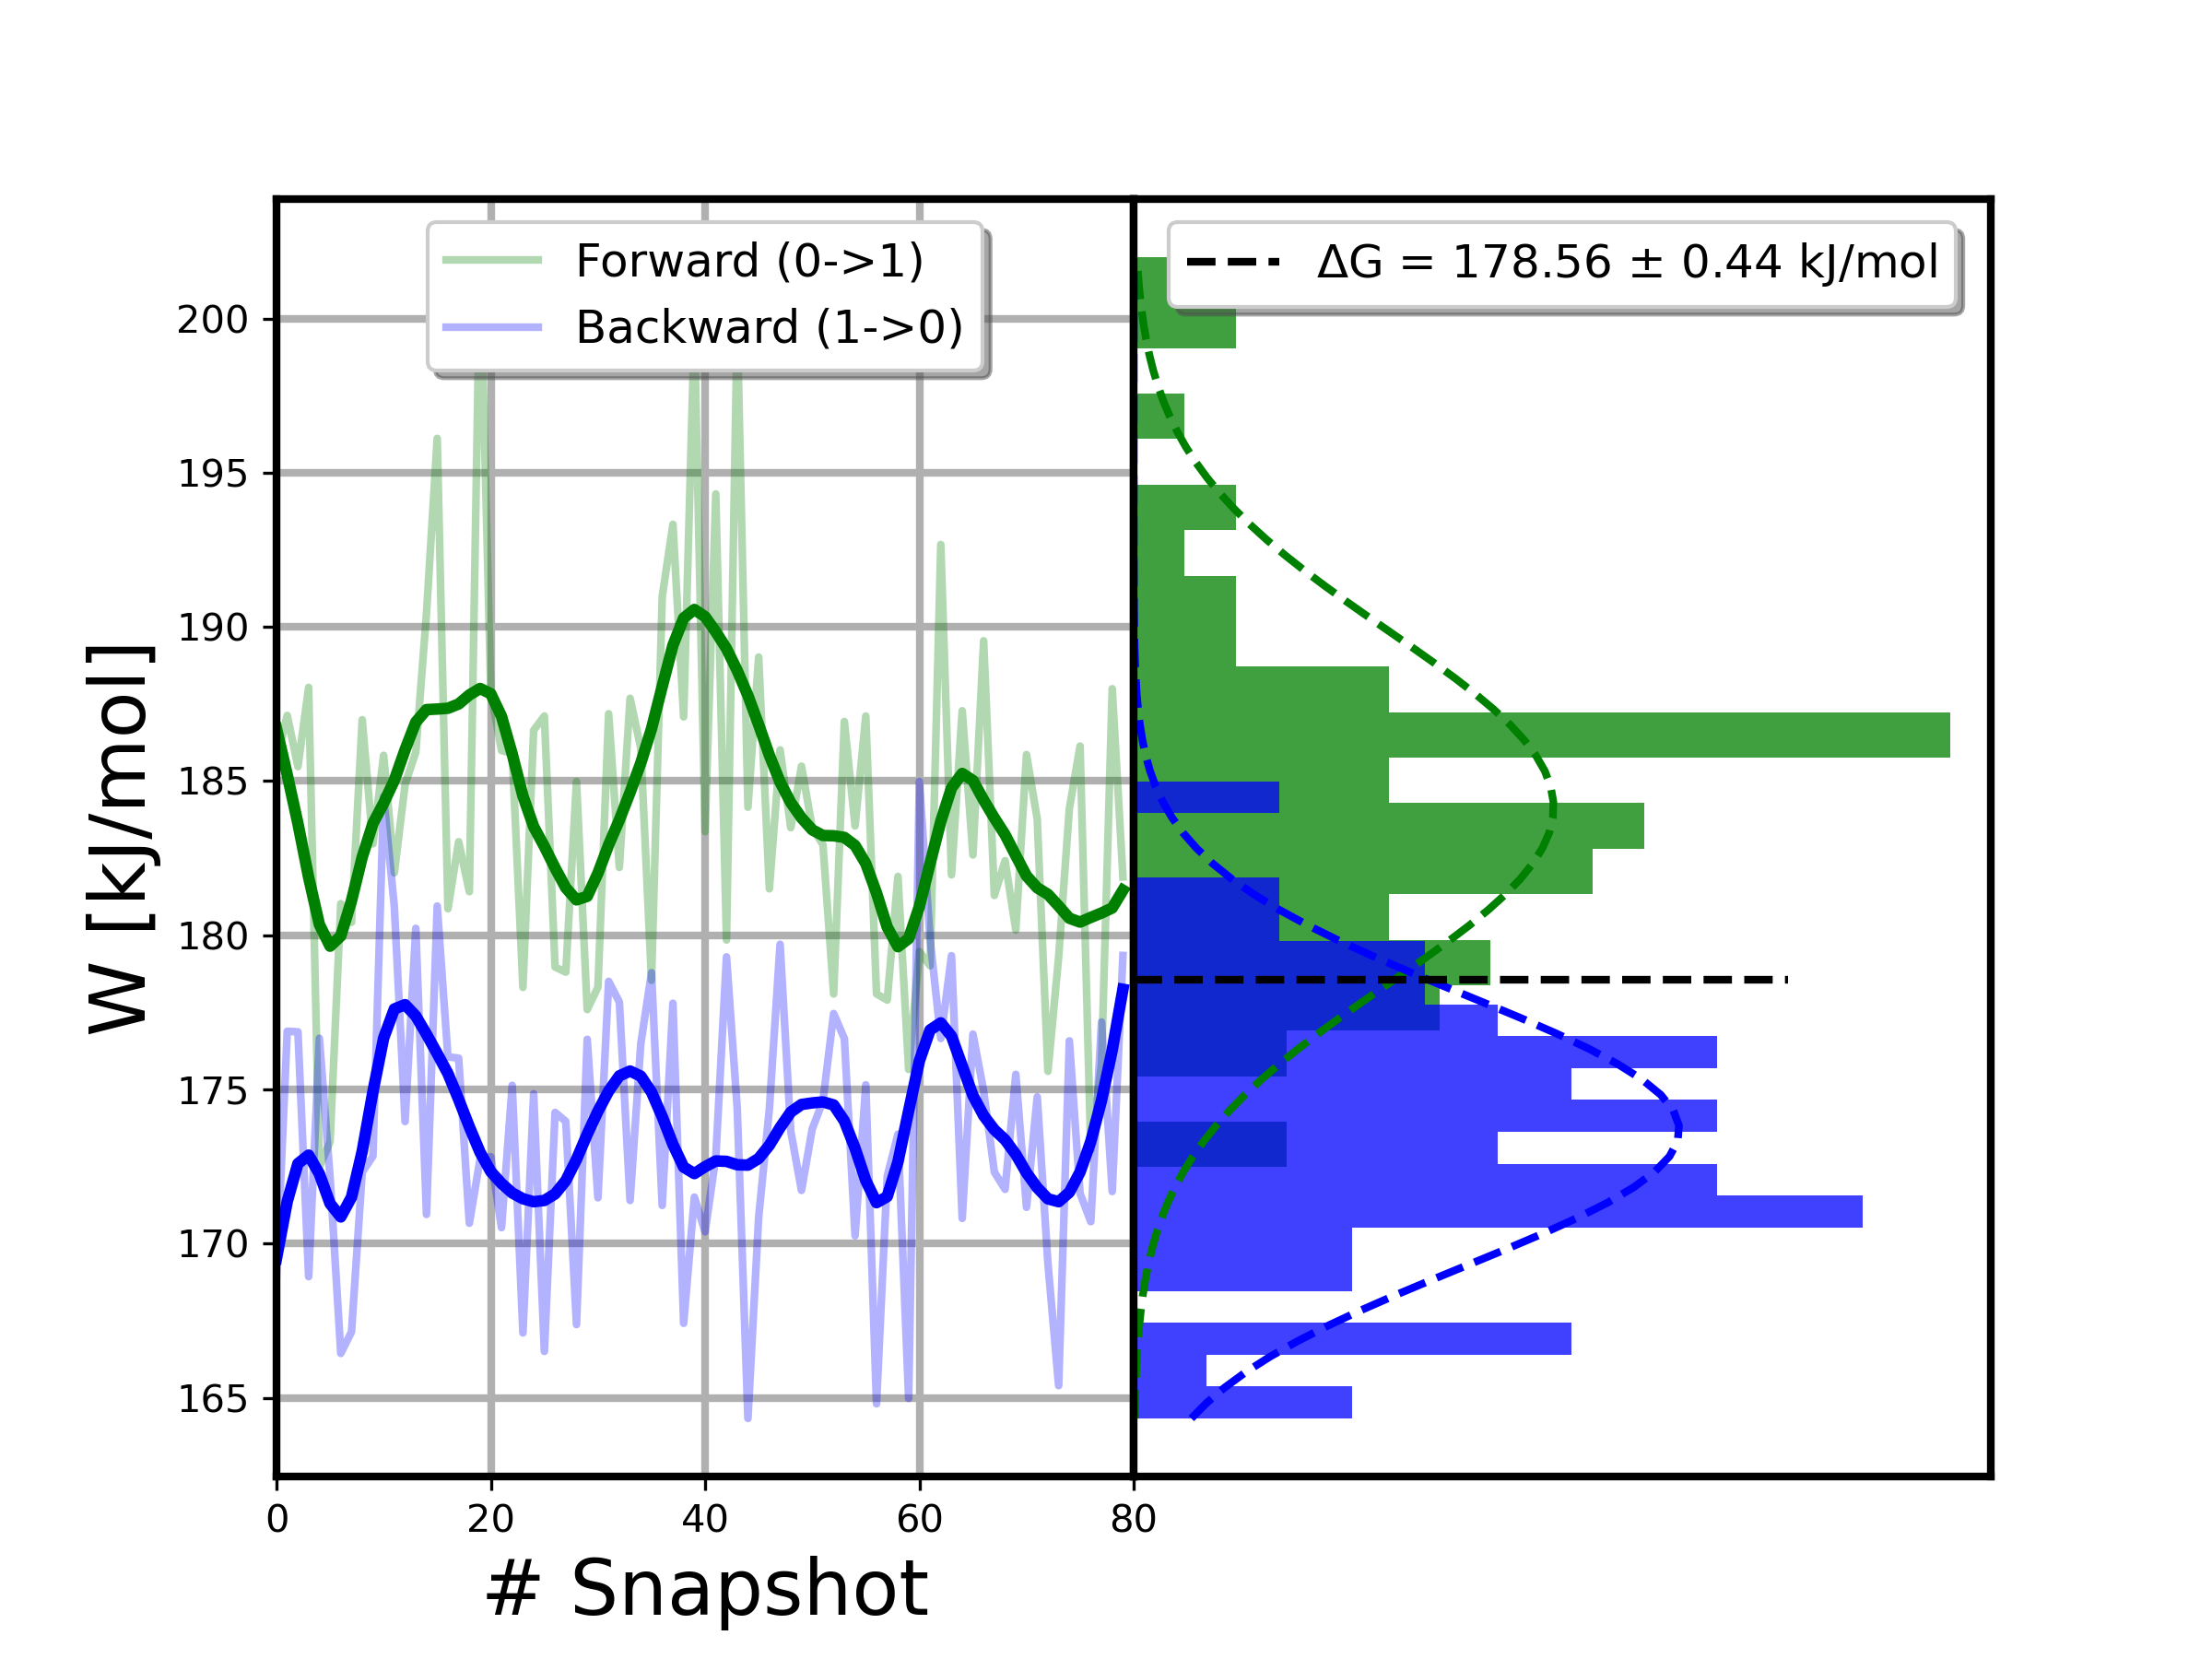 Forward (0->1)
Backward (1->0)
ΔG = 178.56 ± 0.44 kJ/mol
W [kJ/mol]
200
195
190
185
180
175
170
165
0 20 40 60 80
# Snapshot